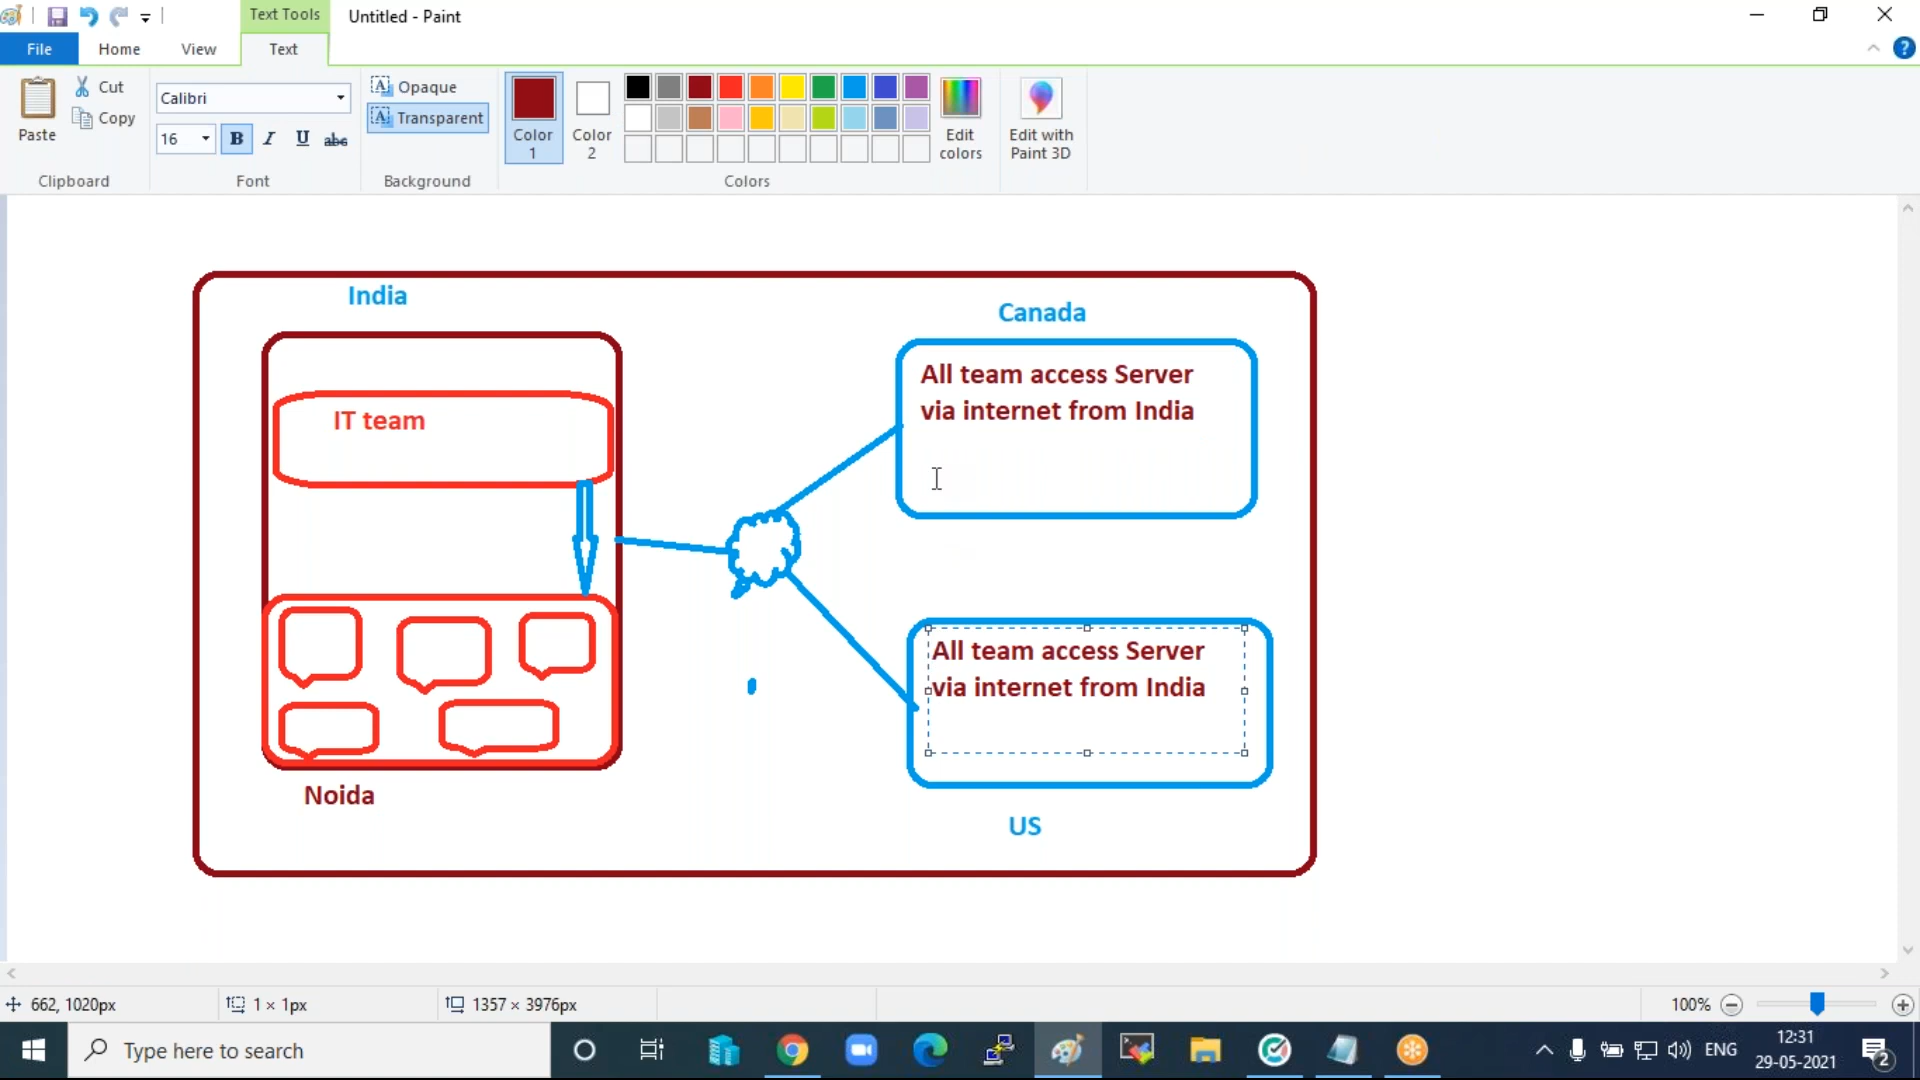 Text Tools
Untitled - Paint
File
Home
View
Text
Paste
Cut
Copy
Clipboard
Calibri
16
B
I
U
abc
Font
A
Opaque
A
Transparent
Background
Color
1
Color
2
Colors
Edit
colors
Edit with
Paint 3D
?
India
IT team
Noida
Canada
All team access Server
via internet from India
All team access Server
via internet from India
US
662, 1020px
1 × 1px
1357 × 3976px
100%
Type here to search
ENG
12:31
29-05-2021
2